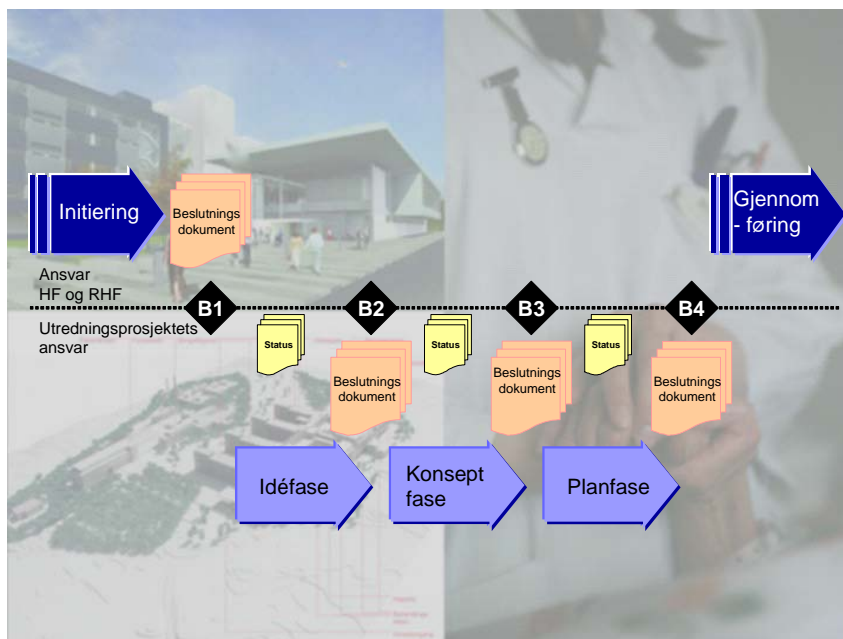 Initiering
Beslutnings
dokument
Gjennom
- føring
Ansvar
HF og RHF
B1
B2
B3
B4
Utredningsprosjektets
ansvar
Status
Status
Status
Beslutnings
dokument
Beslutnings
dokument
Beslutnings
dokument
Idéfase
Konsept
fase
Planfase